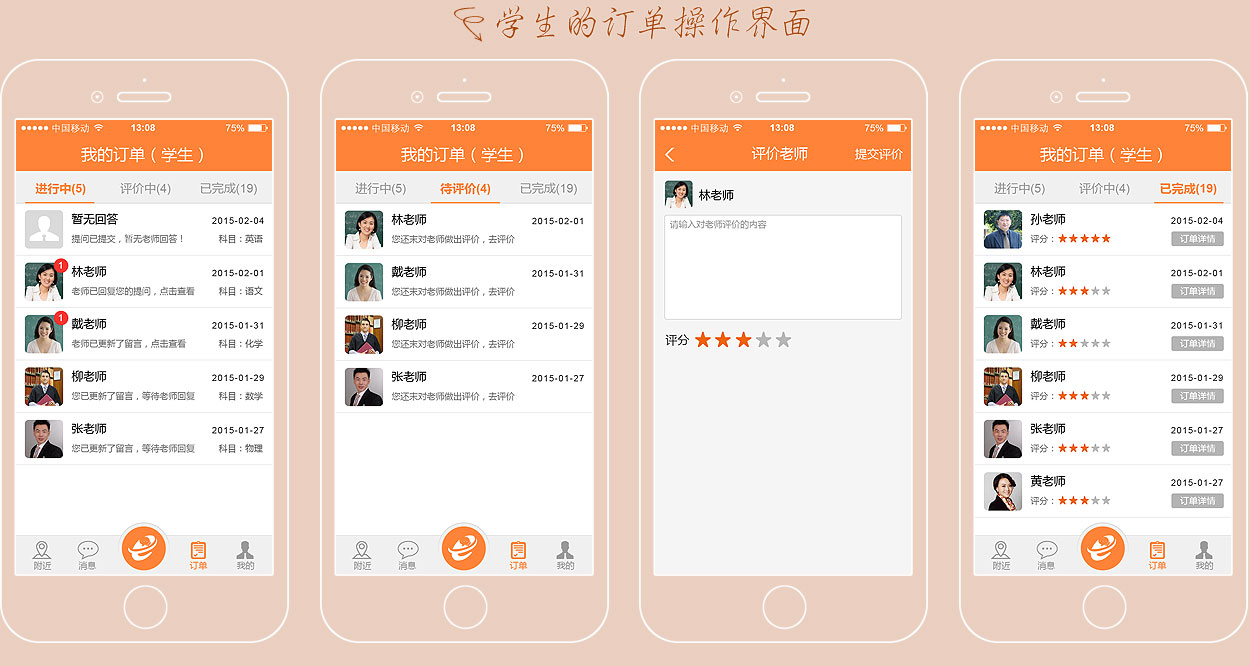 学生的订单操作界面
中国移动 13:08 75%
我的订单（学生）
进行中(5) 评价中(4) 已完成(19)
暂无回答 2015-02-04
提问已提交，暂无老师回答！ 科目：英语
1
林老师 2015-02-01
老师已回复您的提问，点击查看 科目：语文
1
戴老师 2015-01-31
老师已更新了留言，点击查看 科目：化学
柳老师 2015-01-29
您已更新了留言，等待老师回复 科目：数学
张老师 2015-01-27
您已更新了留言，等待老师回复 科目：物理
附近 消息 订单 我的
中国移动 13:08 75%
我的订单（学生）
进行中(5) 待评价(4) 已完成(19)
林老师 2015-02-01
您还末对老师做出评价，去评价
戴老师 2015-01-31
您还末对老师做出评价，去评价
柳老师 2015-01-29
您还末对老师做出评价，去评价
张老师 2015-01-27
您还末对老师做出评价，去评价
附近 消息 订单 我的
中国移动 13:08 75%
评价老师 提交评价
林老师
请输入对老师评价的内容
评分
中国移动 13:08 75%
我的订单（学生）
进行中(5) 评价中(4) 已完成(19)
孙老师 2015-02-04
评分： 订单详情
林老师 2015-02-01
评分： 订单详情
戴老师 2015-01-31
评分： 订单详情
柳老师 2015-01-29
评分： 订单详情
张老师 2015-01-27
评分： 订单详情
黄老师 2015-01-27
评分： 订单详情
附近 消息 订单 我的